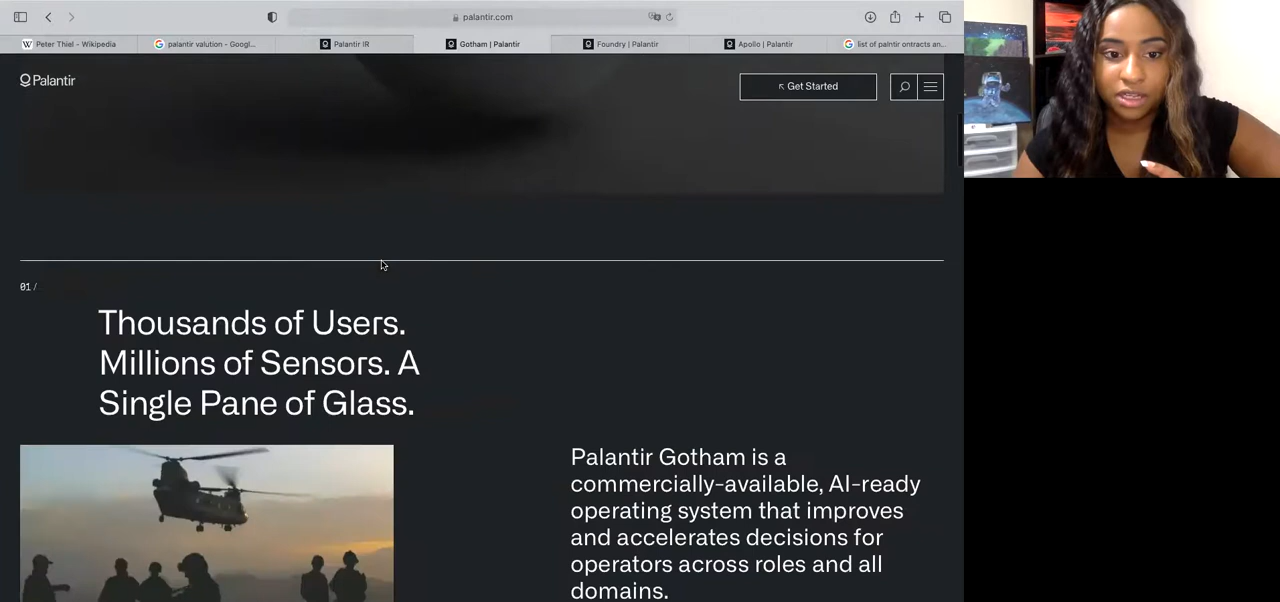 palantir.com
Peter Thiel - Wikipedia
palantir valution - Googl...
Palantir IR
Gotham | Palantir
Foundry | Palantir
Apollo | Palantir
list of palntir ontracts an...
Palantir
Get Started
01 /
Thousands of Users.
Millions of Sensors. A
Single Pane of Glass.
Palantir Gotham is a
commercially-available, AI-ready
operating system that improves
and accelerates decisions for
operators across roles and all
domains.